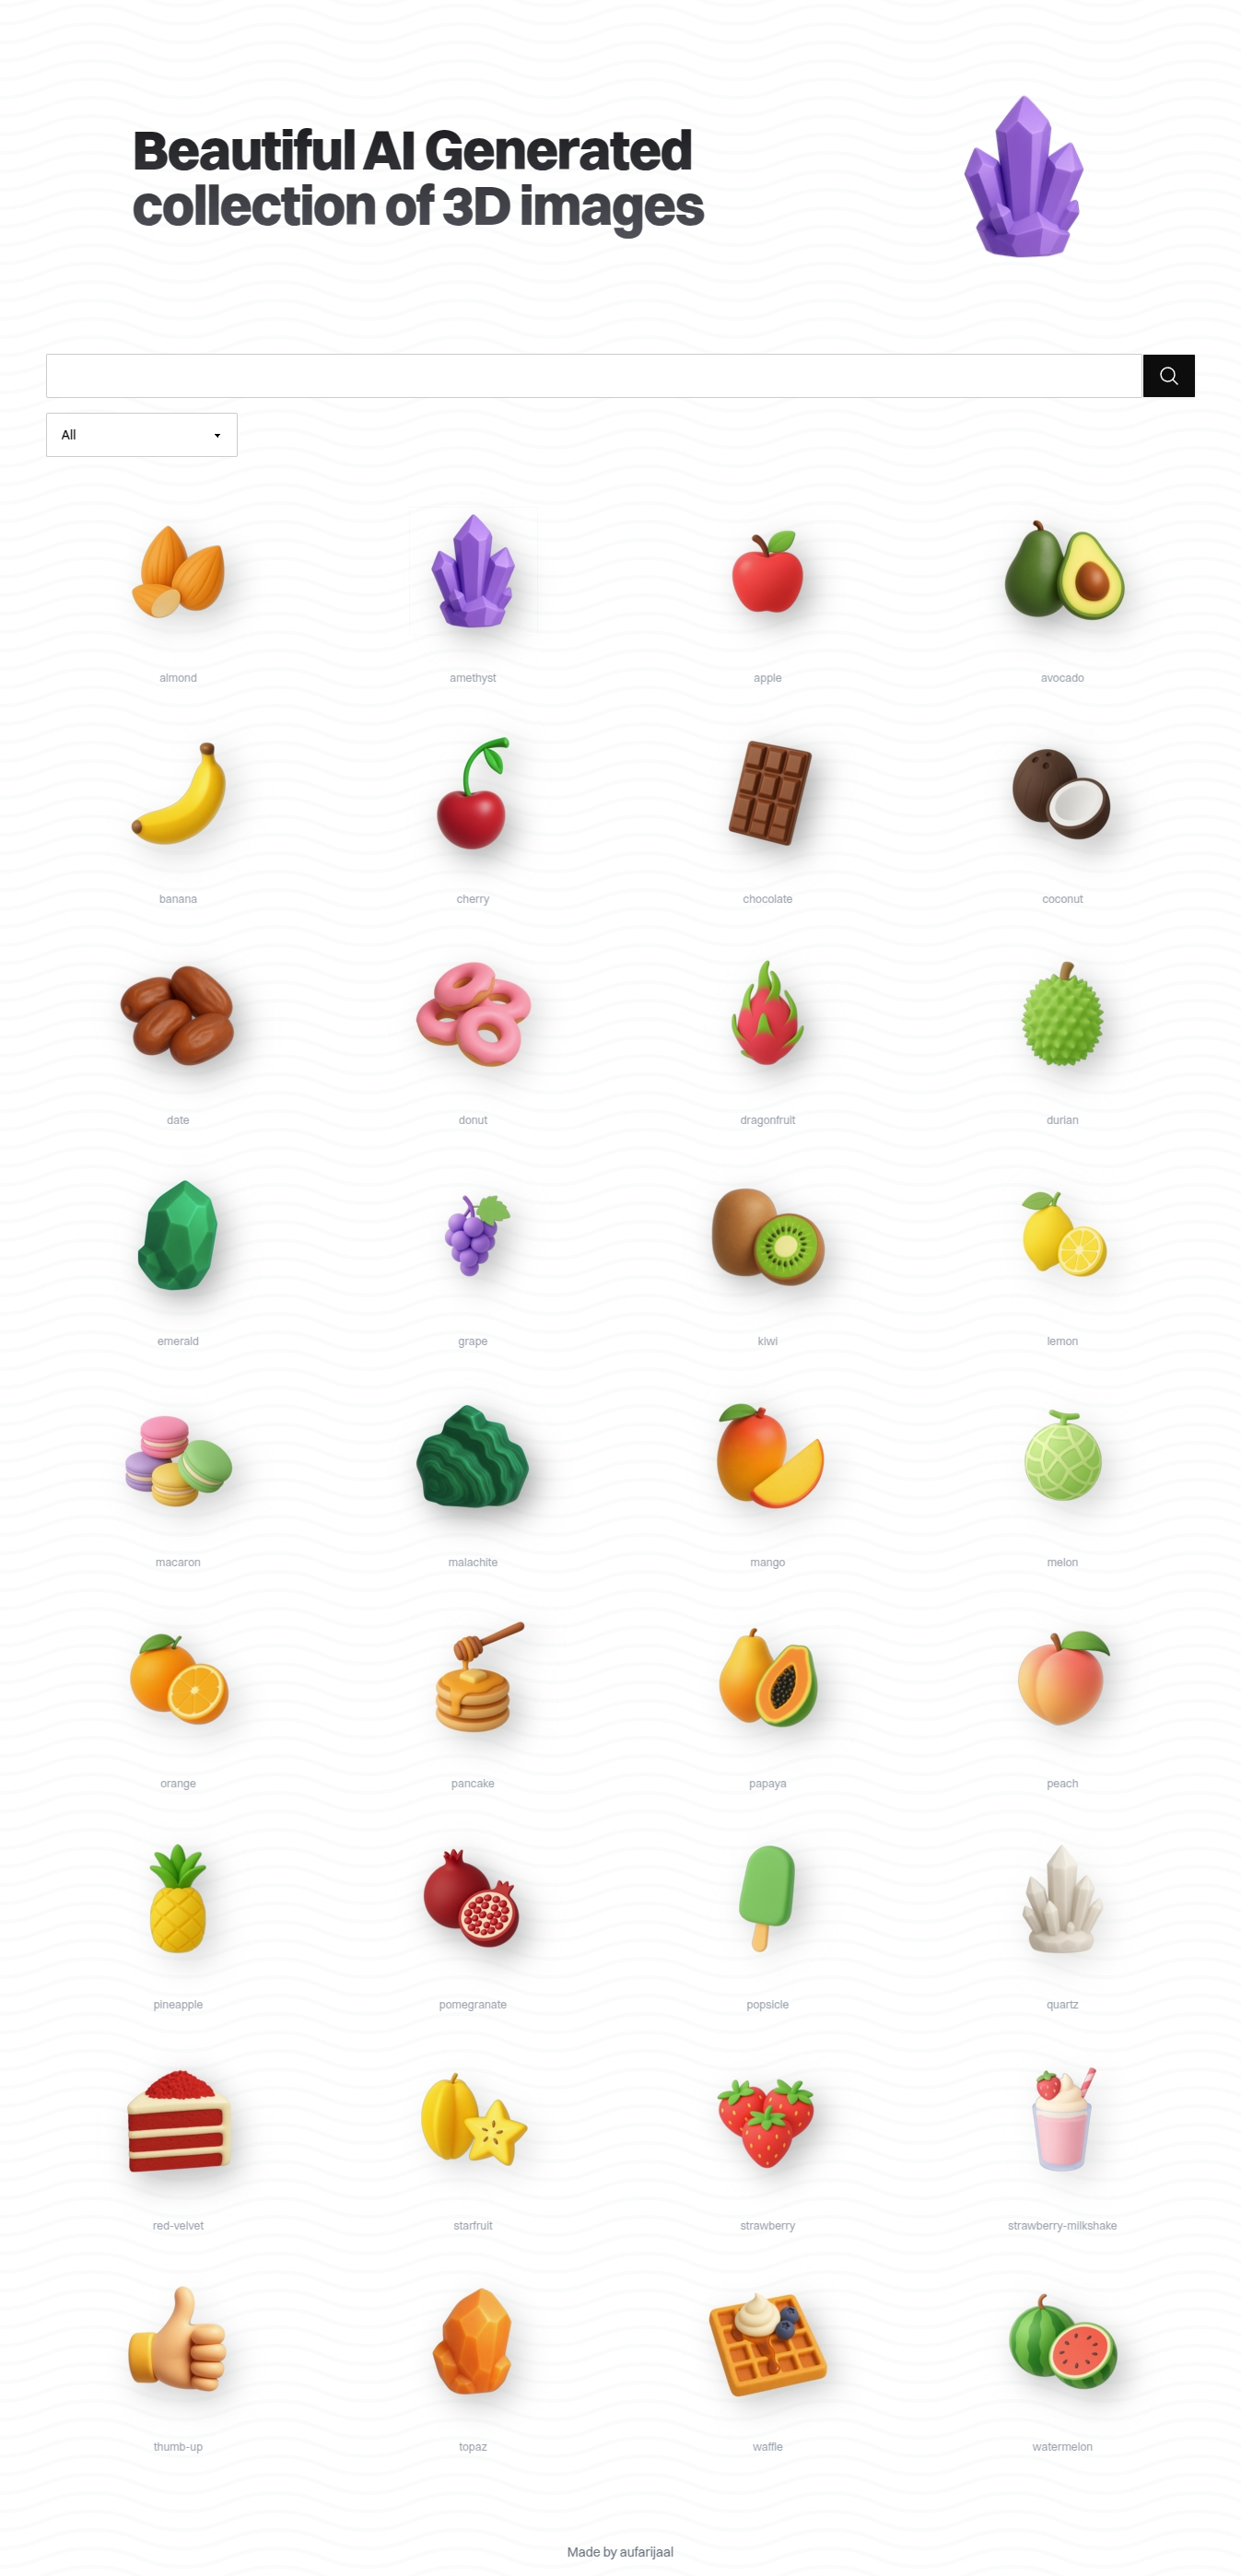 Beautiful AI Generated
collection of 3D images
All
almond
amethyst
apple
avocado
banana
cherry
chocolate
coconut
date
donut
dragonfruit
durian
emerald
grape
kiwi
lemon
macaron
malachite
mango
melon
orange
pancake
papaya
peach
pineapple
pomegranate
popsicle
quartz
red-velvet
starfruit
strawberry
strawberry-milkshake
thumb-up
topaz
waffle
watermelon
Made by aufarijaal